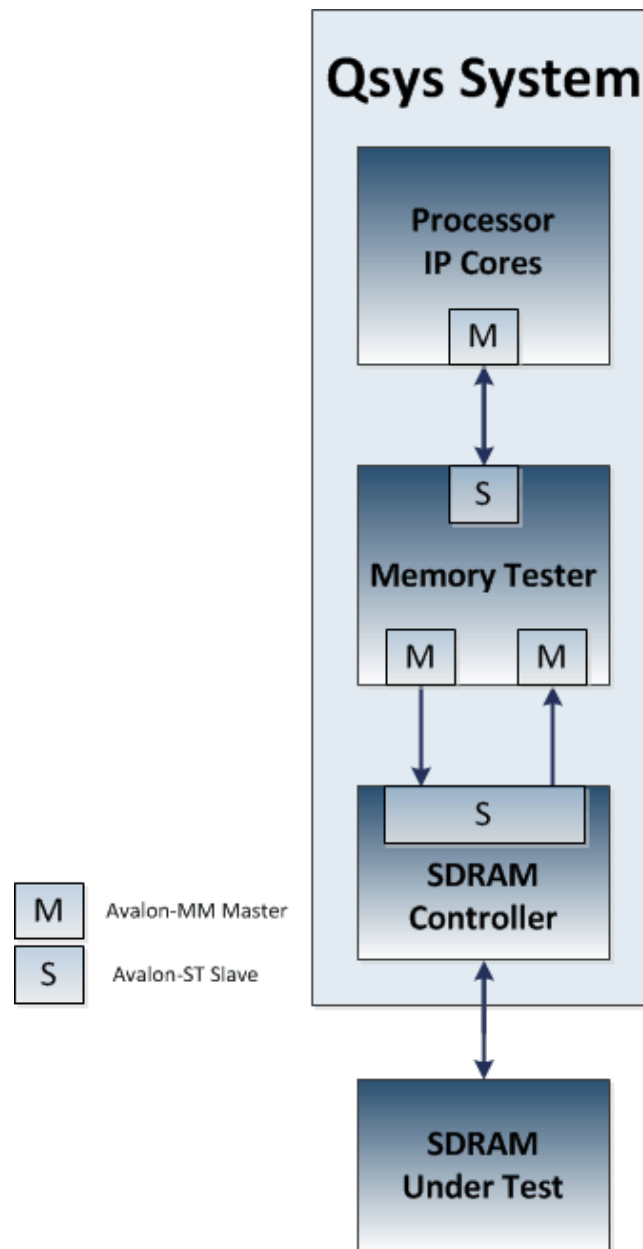 Qsys System
Processor
IP Cores
M
S
Memory Tester
M M
S
SDRAM
Controller
M Avalon-MM Master
S Avalon-ST Slave
SDRAM
Under Test